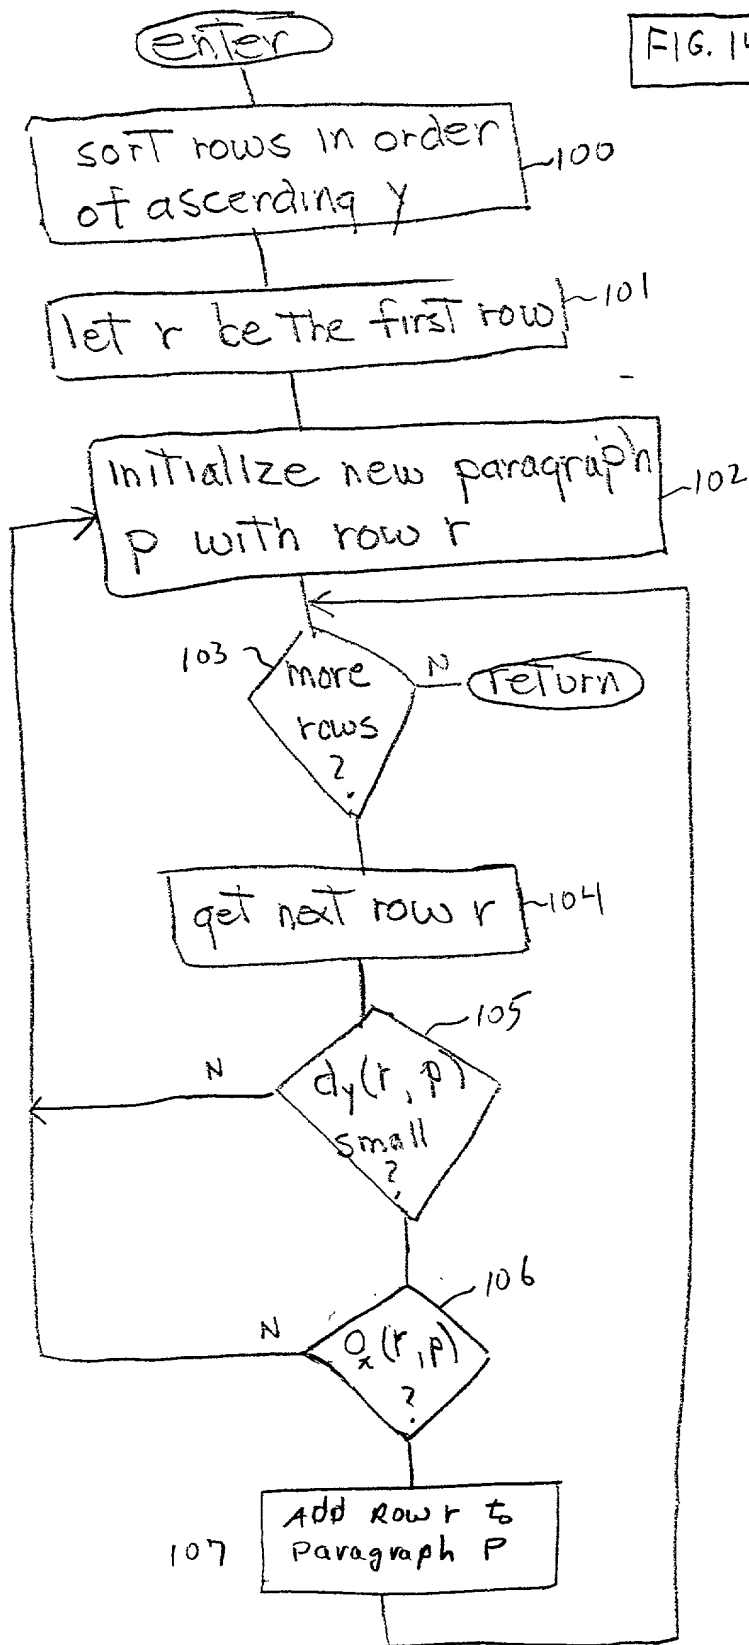 enter
FIG. 14
sort rows in order
of ascending y
100
let r be the first row
101
initialize new paragraph
p with row r
102
103
more
rows
?
N
return
get next row r
104
105
N
dy(r, p)
small
?
106
N
Ox(r, p)
?
107
Add Row r to
Paragraph P